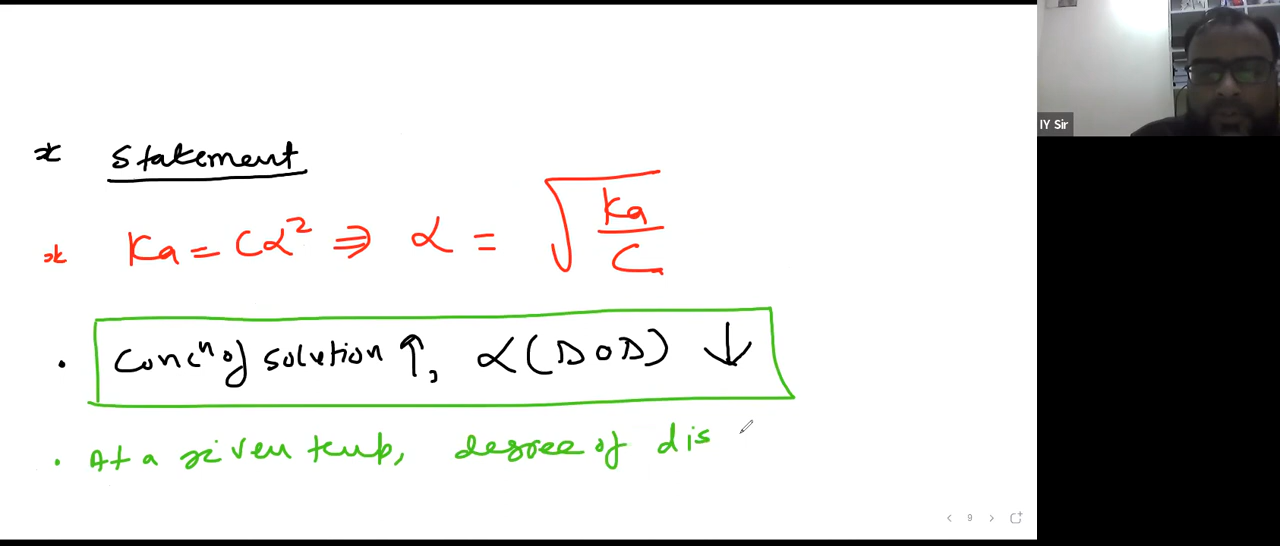 * Statement
* Ka = Cα² ⇒ α = √(Ka/C)
· Concⁿ of solution ↑, α (DOD) ↓
· At a given temp, degree of dis
IY Sir
< 9 >